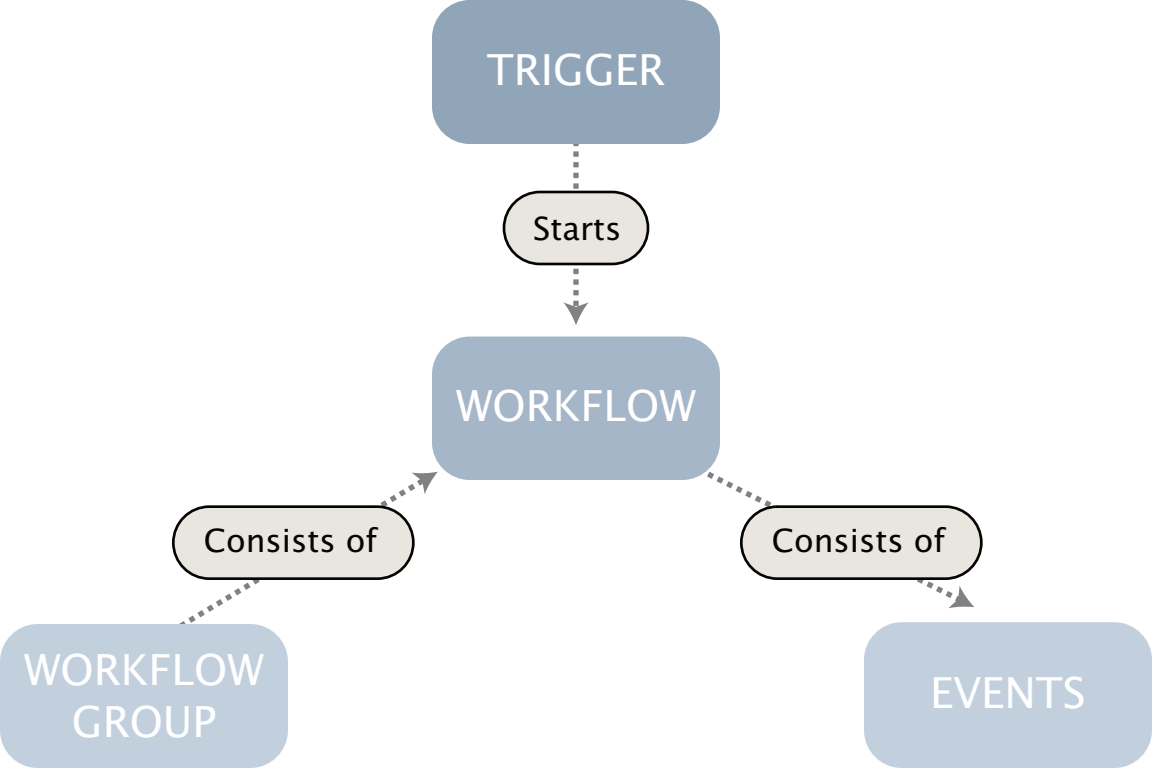 TRIGGER
Starts
WORKFLOW
Consists of
Consists of
WORKFLOW
GROUP
EVENTS